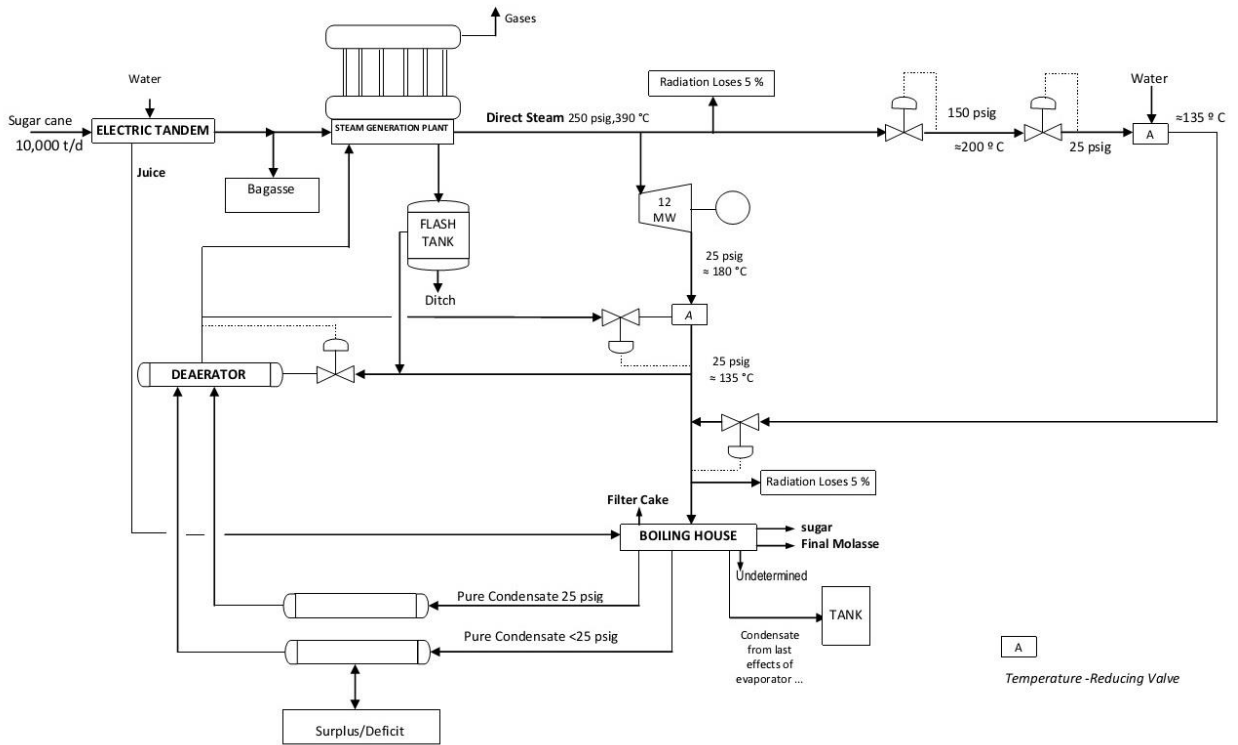 Gases
Water
Sugar cane
10,000 t/d
ELECTRIC TANDEM
STEAM GENERATION PLANT
Direct Steam 250 psig,390 °C
Radiation Loses 5 %
150 psig
≈200 º C
25 psig
Water
A
≈135 º C
Juice
Bagasse
FLASH
TANK
Ditch
12
MW
25 psig
≈ 180 °C
A
25 psig
≈ 135 °C
DEAERATOR
Radiation Loses 5 %
Filter Cake
BOILING HOUSE
sugar
Final Molasse
Undetermined
Pure Condensate 25 psig
TANK
Pure Condensate <25 psig
Condensate
from last
effects of
evaporator ...
A
Temperature -Reducing Valve
Surplus/Deficit